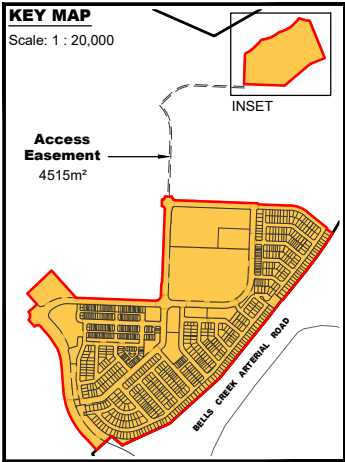 KEY MAP
Scale: 1 : 20,000
INSET
Access
Easement
4515m²
BELLS CREEK ARTERIAL ROAD